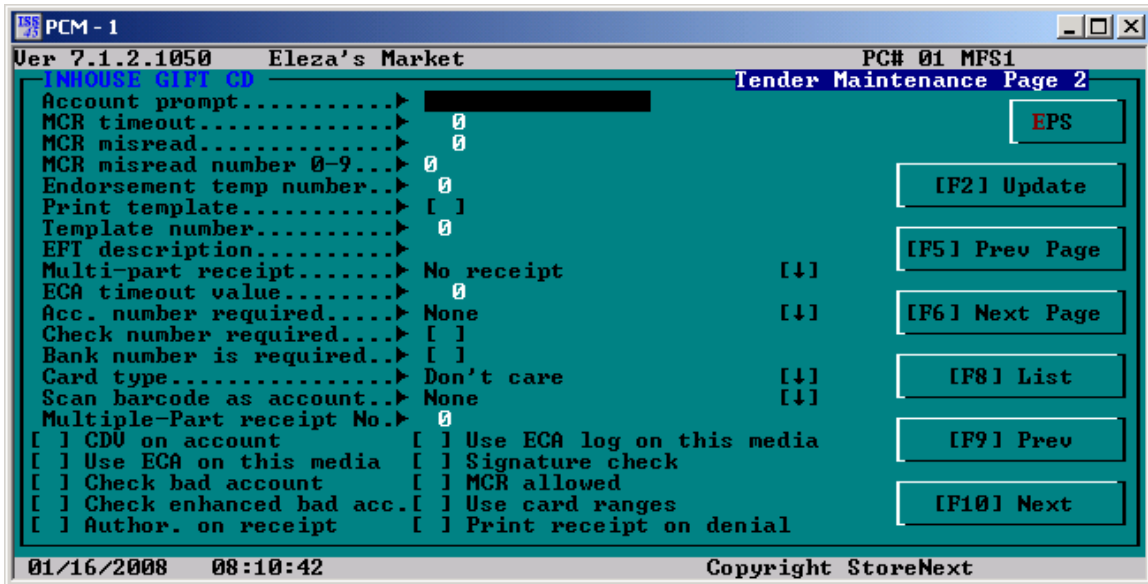 ISS 45 PCM - 1
Ver 7.1.2.1050 Eleza's Market PC# 01 MFS1
INHOUSE GIFT CD Tender Maintenance Page 2
Account prompt..............►
MCR timeout...............► 0
MCR misread...............► 0
MCR misread number 0-9...► 0
Endorsement temp number..► 0
Print template...........► [ ]
Template number..........► 0
EFT description..........►
Multi-part receipt.......► No receipt [↓]
ECA timeout value........► 0
Acc. number required.....► None [↓]
Check number required....► [ ]
Bank number is required..► [ ]
Card type................► Don't care [↓]
Scan barcode as account..► None [↓]
Multiple-Part receipt No.► 0
[ ] CDV on account [ ] Use ECA log on this media
[ ] Use ECA on this media [ ] Signature check
[ ] Check bad account [ ] MCR allowed
[ ] Check enhanced bad acc.[ ] Use card ranges
[ ] Author. on receipt [ ] Print receipt on denial
EPS
[F2] Update
[F5] Prev Page
[F6] Next Page
[F8] List
[F9] Prev
[F10] Next
01/16/2008 08:10:42 Copyright StoreNext